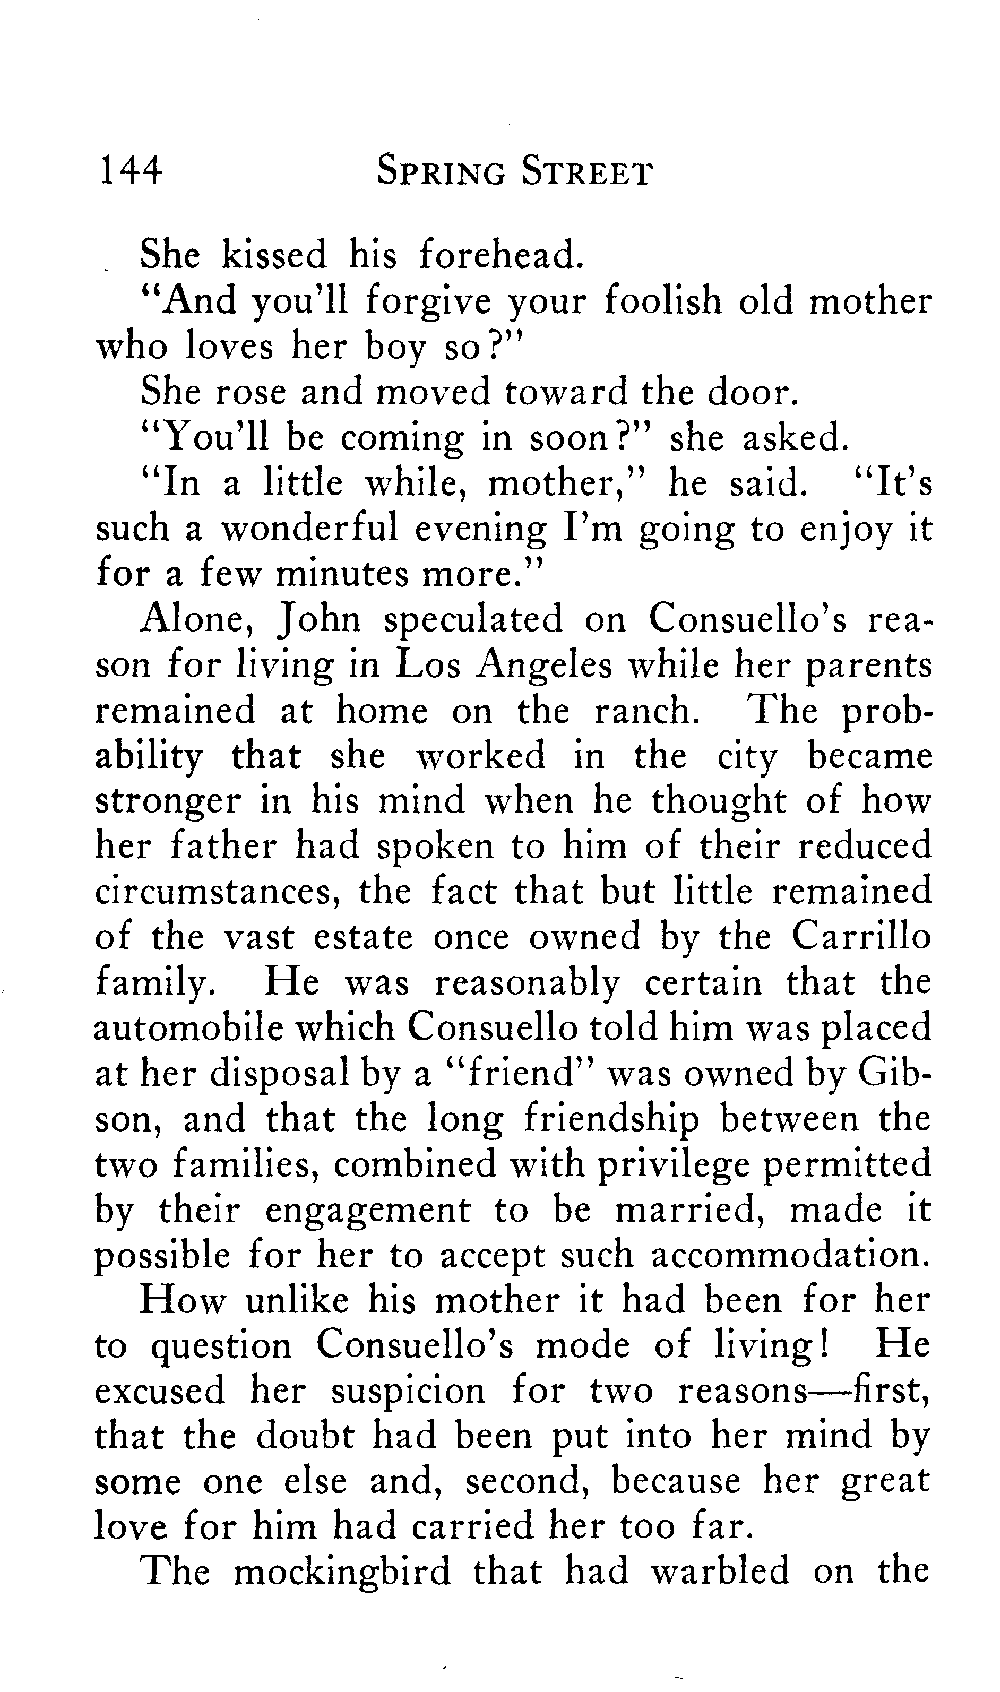 144 SPRING STREET
She kissed his forehead.
“And you’ll forgive your foolish old mother
who loves her boy so?”
She rose and moved toward the door.
“You’ll be coming in soon?” she asked.
“In a little while, mother,” he said. “It’s
such a wonderful evening I’m going to enjoy it
for a few minutes more.”
Alone, John speculated on Consuello’s rea-
son for living in Los Angeles while her parents
remained at home on the ranch. The prob-
ability that she worked in the city became
stronger in his mind when he thought of how
her father had spoken to him of their reduced
circumstances, the fact that but little remained
of the vast estate once owned by the Carrillo
family. He was reasonably certain that the
automobile which Consuello told him was placed
at her disposal by a “friend” was owned by Gib-
son, and that the long friendship between the
two families, combined with privilege permitted
by their engagement to be married, made it
possible for her to accept such accommodation.
How unlike his mother it had been for her
to question Consuello’s mode of living! He
excused her suspicion for two reasons—first,
that the doubt had been put into her mind by
some one else and, second, because her great
love for him had carried her too far.
The mockingbird that had warbled on the